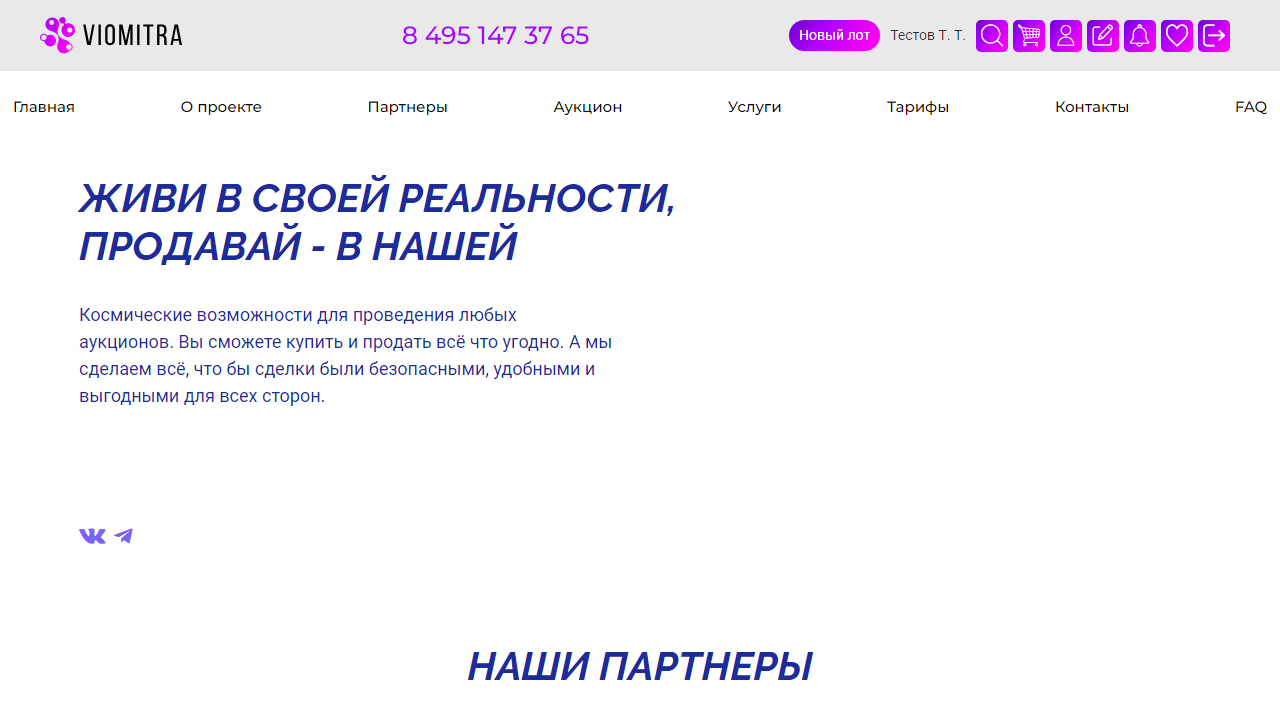 VIOMITRA
8 495 147 37 65
Новый лот
Тестов Т. Т.
Главная
О проекте
Партнеры
Аукцион
Услуги
Тарифы
Контакты
FAQ
ЖИВИ В СВОЕЙ РЕАЛЬНОСТИ,
ПРОДАВАЙ - В НАШЕЙ
Космические возможности для проведения любых
аукционов. Вы сможете купить и продать всё что угодно. А мы
сделаем всё, что бы сделки были безопасными, удобными и
выгодными для всех сторон.
НАШИ ПАРТНЕРЫ